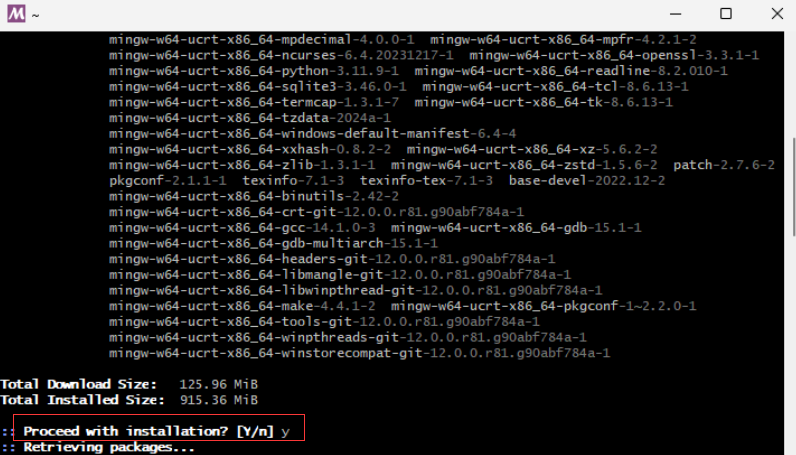 ~
mingw-w64-ucrt-x86_64-mpdecimal-4.0.0-1 mingw-w64-ucrt-x86_64-mpfr-4.2.1-2
mingw-w64-ucrt-x86_64-ncurses-6.4.20231217-1 mingw-w64-ucrt-x86_64-openssl-3.3.1-1
mingw-w64-ucrt-x86_64-python-3.11.9-1 mingw-w64-ucrt-x86_64-readline-8.2.010-1
mingw-w64-ucrt-x86_64-sqlite3-3.46.0-1 mingw-w64-ucrt-x86_64-tcl-8.6.13-1
mingw-w64-ucrt-x86_64-termcap-1.3.1-7 mingw-w64-ucrt-x86_64-tk-8.6.13-1
mingw-w64-ucrt-x86_64-tzdata-2024a-1
mingw-w64-ucrt-x86_64-windows-default-manifest-6.4-4
mingw-w64-ucrt-x86_64-xxhash-0.8.2-2 mingw-w64-ucrt-x86_64-xz-5.6.2-2
mingw-w64-ucrt-x86_64-zlib-1.3.1-1 mingw-w64-ucrt-x86_64-zstd-1.5.6-2 patch-2.7.6-2
pkgconf-2.1.1-1 texinfo-7.1-3 texinfo-tex-7.1-3 base-devel-2022.12-2
mingw-w64-ucrt-x86_64-binutils-2.42-2
mingw-w64-ucrt-x86_64-crt-git-12.0.0.r81.g90abf784a-1
mingw-w64-ucrt-x86_64-gcc-14.1.0-3 mingw-w64-ucrt-x86_64-gdb-15.1-1
mingw-w64-ucrt-x86_64-gdb-multiarch-15.1-1
mingw-w64-ucrt-x86_64-headers-git-12.0.0.r81.g90abf784a-1
mingw-w64-ucrt-x86_64-libmangle-git-12.0.0.r81.g90abf784a-1
mingw-w64-ucrt-x86_64-libwinpthread-git-12.0.0.r81.g90abf784a-1
mingw-w64-ucrt-x86_64-make-4.4.1-2 mingw-w64-ucrt-x86_64-pkgconf-1~2.2.0-1
mingw-w64-ucrt-x86_64-tools-git-12.0.0.r81.g90abf784a-1
mingw-w64-ucrt-x86_64-winpthreads-git-12.0.0.r81.g90abf784a-1
mingw-w64-ucrt-x86_64-winstorecompat-git-12.0.0.r81.g90abf784a-1
Total Download Size: 125.96 MiB
Total Installed Size: 915.36 MiB
:: Proceed with installation? [Y/n] y
:: Retrieving packages...